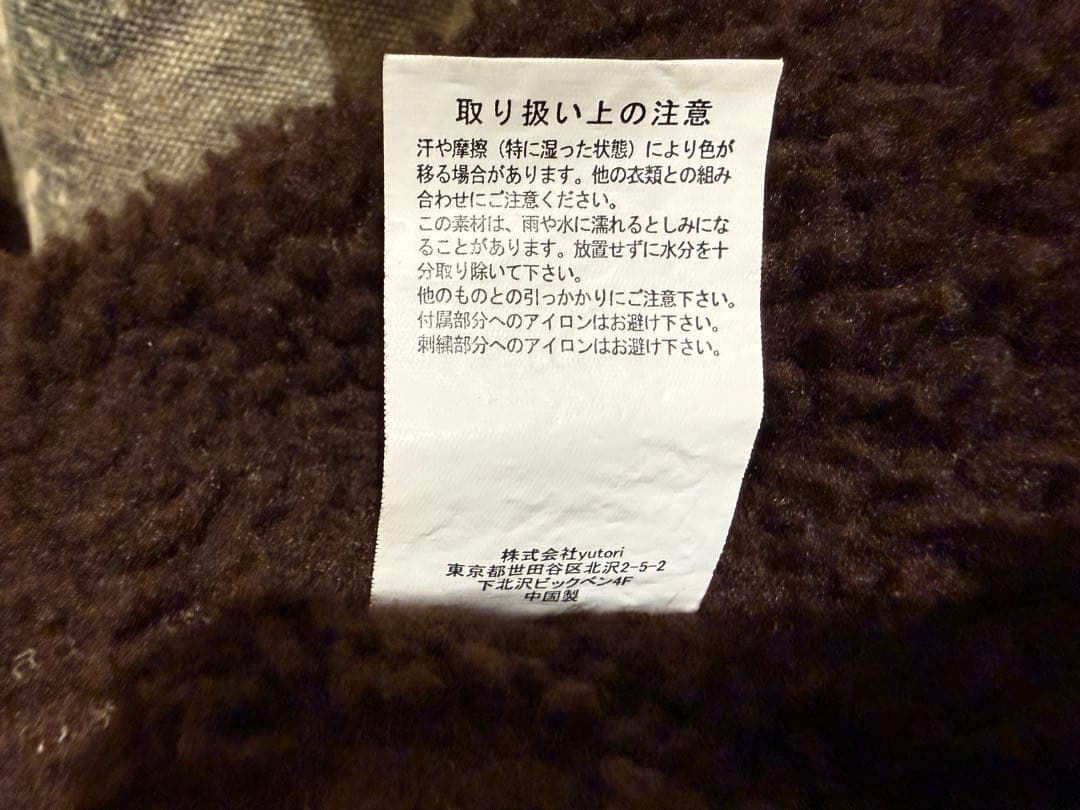 取り扱い上の注意
汗や摩擦（特に湿った状態）により色が
移る場合があります。他の衣類との組み
合わせにご注意ください。
この素材は、雨や水に濡れるとしみにな
ることがあります。放置せずに水分を十
分取り除いて下さい。
他のものとの引っかかりにご注意下さい。
付属部分へのアイロンはお避け下さい。
刺繍部分へのアイロンはお避け下さい。
株式会社yutori
東京都世田谷区北沢2-5-2
下北沢ビックベン4F
中国製